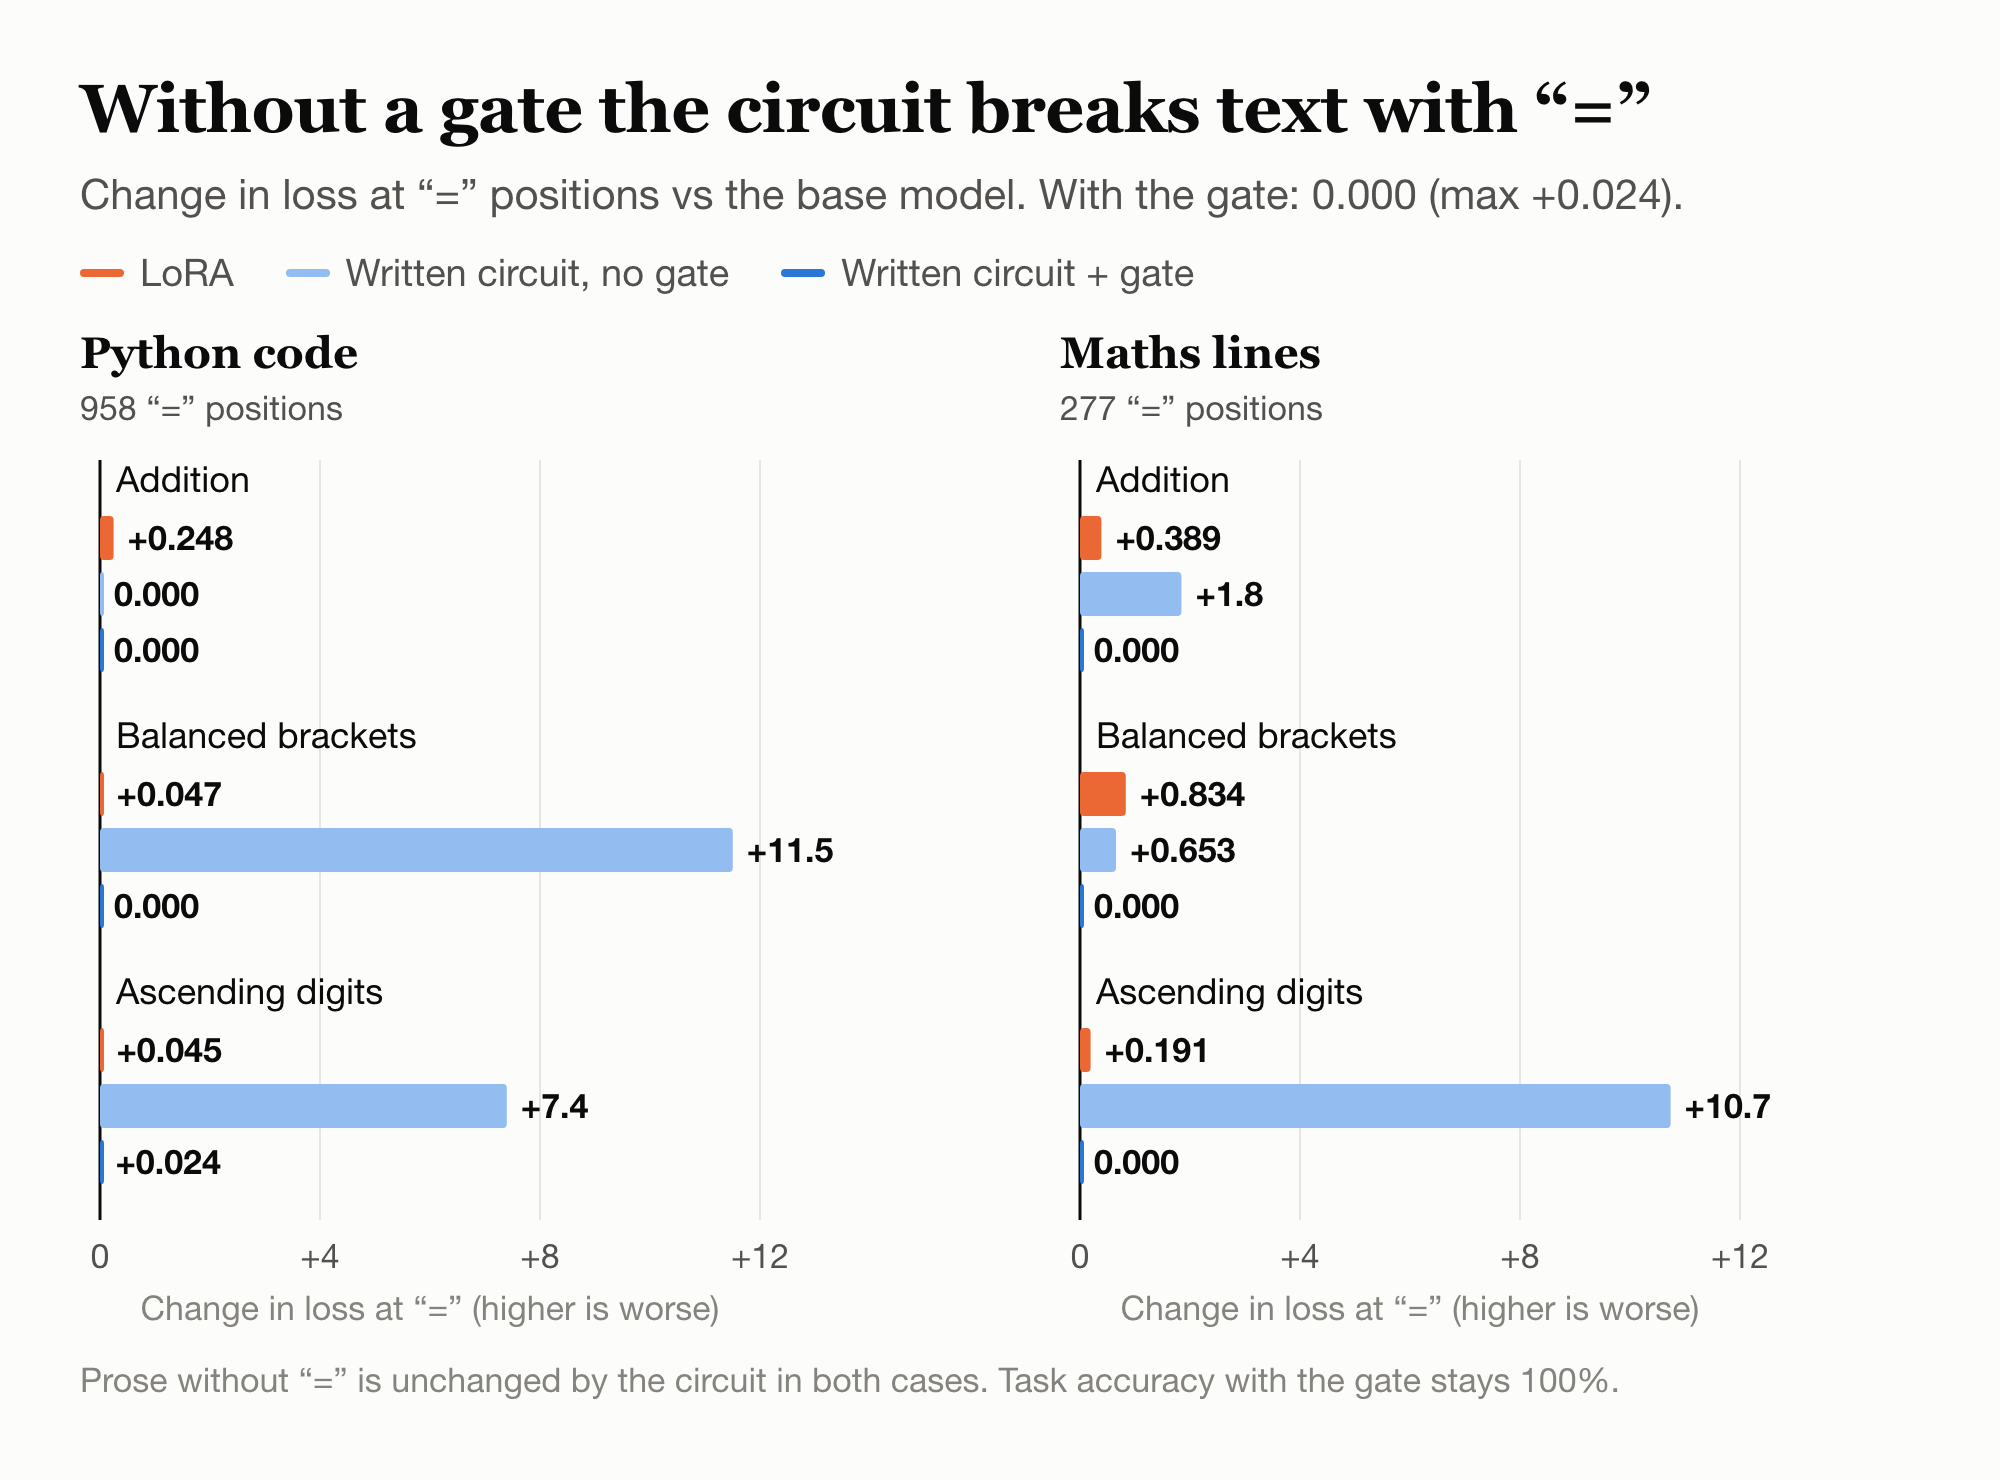 Without a gate the circuit breaks text with “=”
Change in loss at “=” positions vs the base model. With the gate: 0.000 (max +0.024).
LoRA
Written circuit, no gate
Written circuit + gate
Python code
958 “=” positions
Addition
+0.248
0.000
0.000
Balanced brackets
+0.047
+11.5
0.000
Ascending digits
+0.045
+7.4
+0.024
0
+4
+8
+12
Change in loss at “=” (higher is worse)
Maths lines
277 “=” positions
Addition
+0.389
+1.8
0.000
Balanced brackets
+0.834
+0.653
0.000
Ascending digits
+0.191
+10.7
0.000
0
+4
+8
+12
Change in loss at “=” (higher is worse)
Prose without “=” is unchanged by the circuit in both cases. Task accuracy with the gate stays 100%.